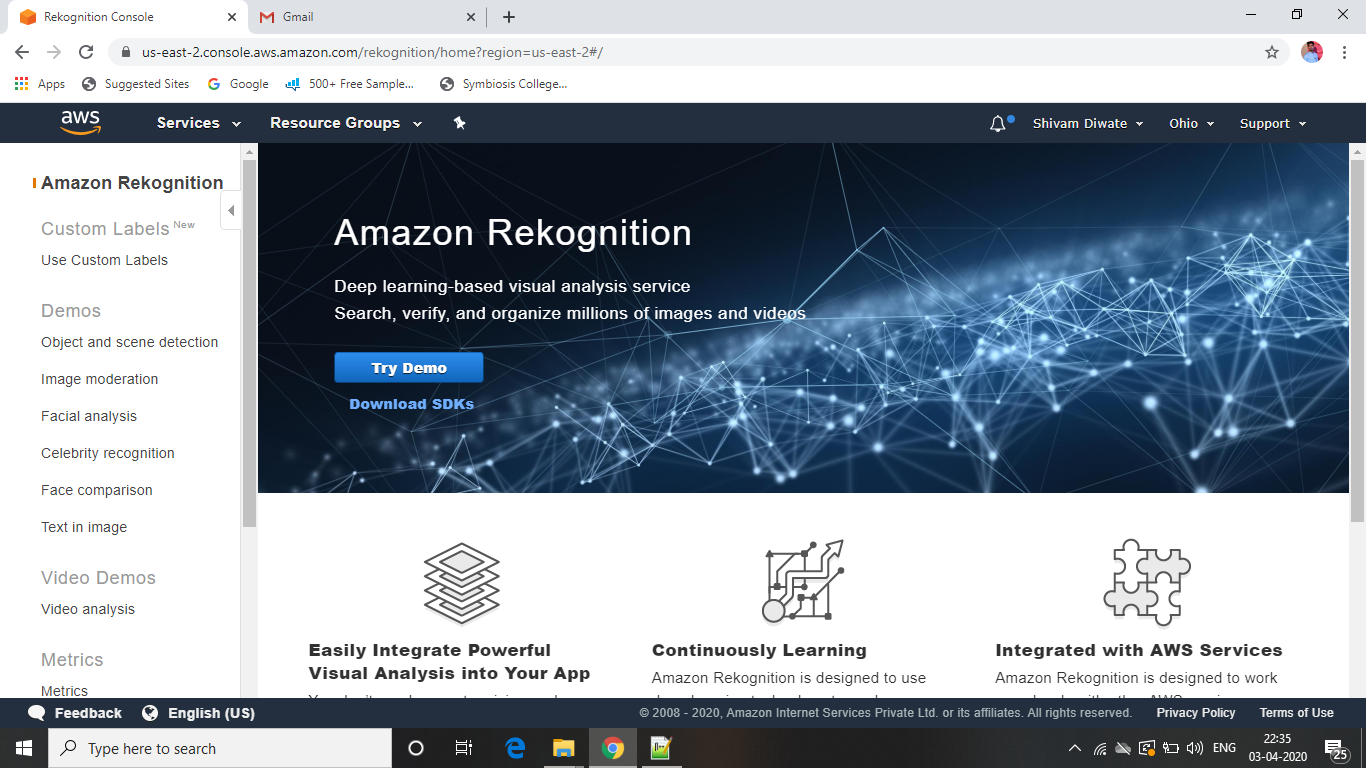 Rekognition Console
Gmail
us-east-2.console.aws.amazon.com/rekognition/home?region=us-east-2#/
Apps
Suggested Sites
Google
500+ Free Sample...
Symbiosis College...
aws
Services
Resource Groups
Shivam Diwate
Ohio
Support
Amazon Rekognition
Custom Labels New
Use Custom Labels
Demos
Object and scene detection
Image moderation
Facial analysis
Celebrity recognition
Face comparison
Text in image
Video Demos
Video analysis
Metrics
Metrics
Amazon Rekognition
Deep learning-based visual analysis service
Search, verify, and organize millions of images and videos
Try Demo
Download SDKs
Easily Integrate Powerful
Visual Analysis into Your App
Continuously Learning
Amazon Rekognition is designed to use
Integrated with AWS Services
Amazon Rekognition is designed to work
Feedback
English (US)
© 2008 - 2020, Amazon Internet Services Private Ltd. or its affiliates. All rights reserved.
Privacy Policy
Terms of Use
Type here to search
ENG
22:35
03-04-2020
25